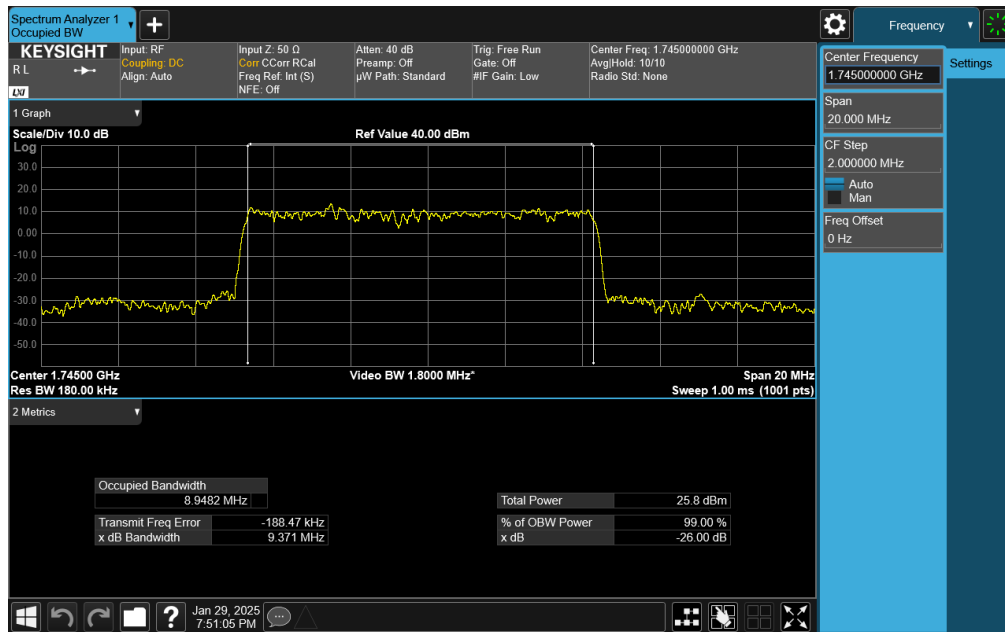 Spectrum Analyzer 1
Occupied BW
Frequency
KEYSIGHT
R L
LXI
Input: RF
Coupling: DC
Align: Auto
Input Z: 50 Ω
Corr CCorr RCal
Freq Ref: Int (S)
NFE: Off
Atten: 40 dB
Preamp: Off
µW Path: Standard
Trig: Free Run
Gate: Off
#IF Gain: Low
Center Freq: 1.745000000 GHz
Avg|Hold: 10/10
Radio Std: None
Center Frequency
1.745000000 GHz
Settings
Span
20.000 MHz
CF Step
2.000000 MHz
Auto
Man
Freq Offset
0 Hz
1 Graph
Scale/Div 10.0 dB
Ref Value 40.00 dBm
Log
30.0
20.0
10.0
0.00
-10.0
-20.0
-30.0
-40.0
-50.0
Center 1.74500 GHz
Video BW 1.8000 MHz*
Span 20 MHz
Res BW 180.00 kHz
Sweep 1.00 ms (1001 pts)
2 Metrics
Occupied Bandwidth
8.9482 MHz
Total Power 25.8 dBm
Transmit Freq Error -188.47 kHz
% of OBW Power 99.00 %
x dB Bandwidth 9.371 MHz
x dB -26.00 dB
Jan 29, 2025
7:51:05 PM